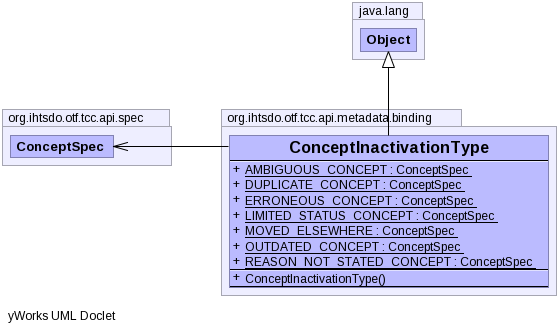 java.lang
Object
org.ihtsdo.otf.tcc.api.spec
ConceptSpec
org.ihtsdo.otf.tcc.api.metadata.binding
ConceptInactivationType
+ AMBIGUOUS_CONCEPT : ConceptSpec
+ DUPLICATE_CONCEPT : ConceptSpec
+ ERRONEOUS_CONCEPT : ConceptSpec
+ LIMITED_STATUS_CONCEPT : ConceptSpec
+ MOVED_ELSEWHERE : ConceptSpec
+ OUTDATED_CONCEPT : ConceptSpec
+ REASON_NOT_STATED_CONCEPT : ConceptSpec
+ ConceptInactivationType()
yWorks UML Doclet